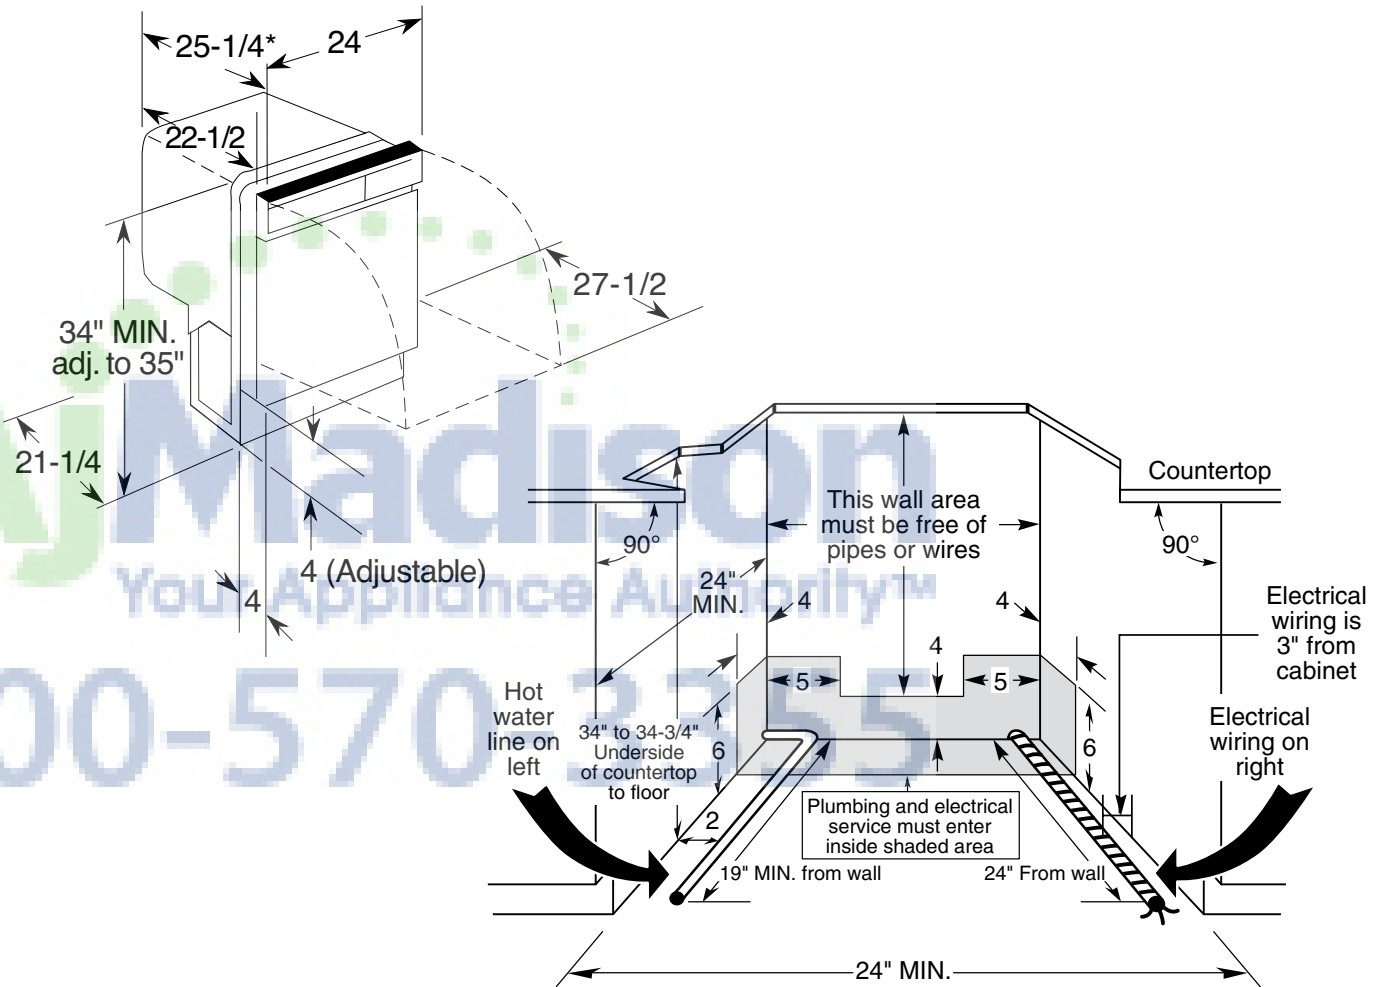 25-1/4*
24
22-1/2
27-1/2
34" MIN.
adj. to 35"
21-1/4
4 (Adjustable)
4
AjMadison
Your Appliance Authority™
00-570-3355
Countertop
This wall area
must be free of
pipes or wires
90°
90°
24"
MIN.
4
4
4
5
5
Electrical
wiring is
3" from
cabinet
Hot
water
line on
left
34" to 34-3/4"
Underside
of countertop
to floor
6
6
Electrical
wiring on
right
2
Plumbing and electrical
service must enter
inside shaded area
19" MIN. from wall
24" From wall
24" MIN.